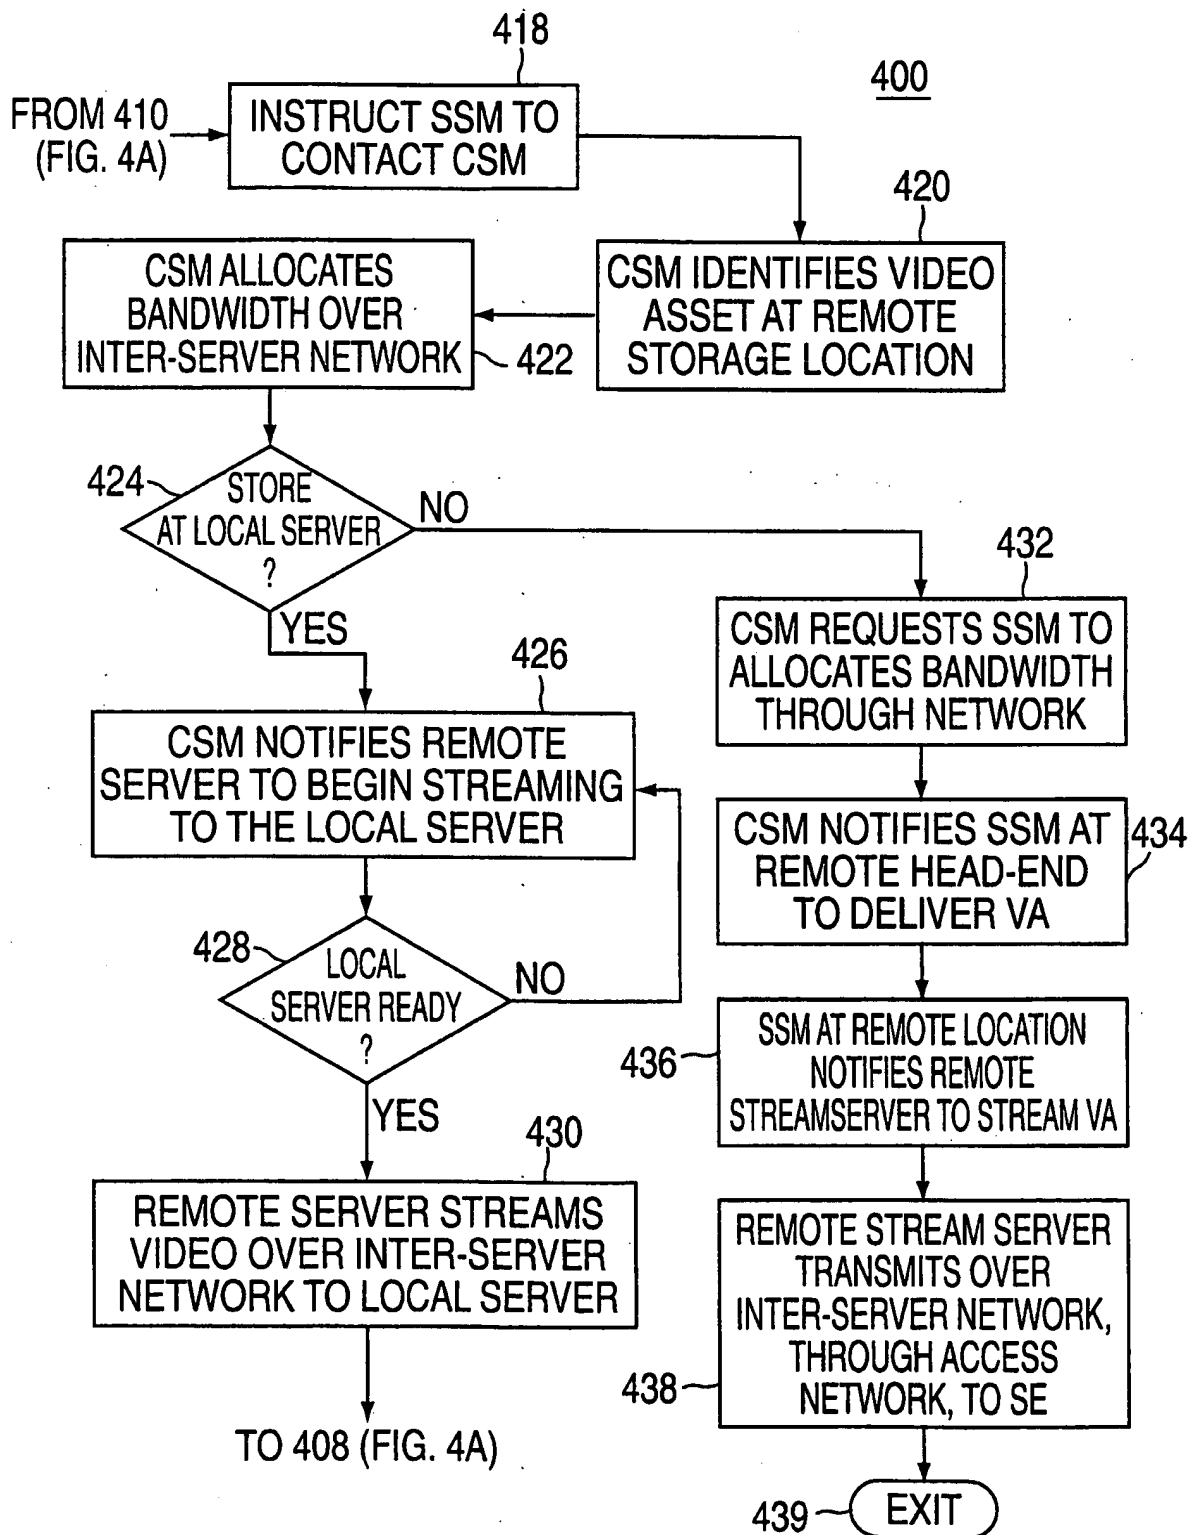 418
400
FROM 410
(FIG. 4A)
INSTRUCT SSM TO
CONTACT CSM
420
CSM IDENTIFIES VIDEO
ASSET AT REMOTE
STORAGE LOCATION
CSM ALLOCATES
BANDWIDTH OVER
INTER-SERVER NETWORK
422
424
STORE
AT LOCAL SERVER
?
NO
YES
426
CSM NOTIFIES REMOTE
SERVER TO BEGIN STREAMING
TO THE LOCAL SERVER
428
LOCAL
SERVER READY
?
NO
YES
430
REMOTE SERVER STREAMS
VIDEO OVER INTER-SERVER
NETWORK TO LOCAL SERVER
TO 408 (FIG. 4A)
432
CSM REQUESTS SSM TO
ALLOCATES BANDWIDTH
THROUGH NETWORK
CSM NOTIFIES SSM AT
REMOTE HEAD-END
TO DELIVER VA
434
436
SSM AT REMOTE LOCATION
NOTIFIES REMOTE
STREAMSERVER TO STREAM VA
REMOTE STREAM SERVER
TRANSMITS OVER
INTER-SERVER NETWORK,
THROUGH ACCESS
NETWORK, TO SE
438
439
EXIT